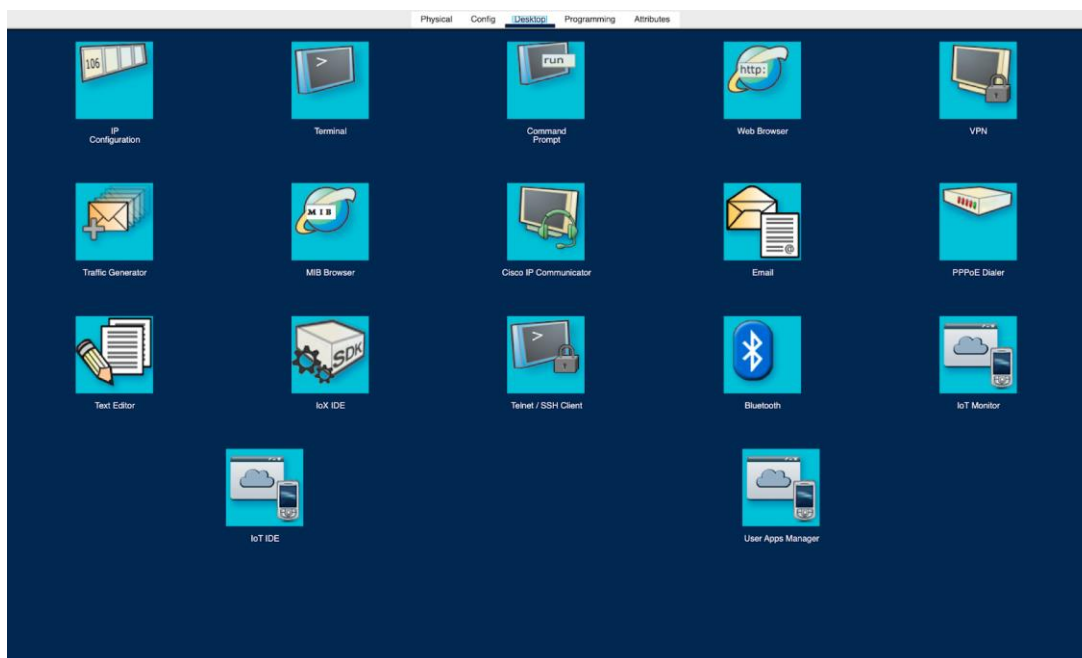 Physical Config Desktop Programming Attributes
106
>
run
http:
IP
Configuration
Terminal
Command
Prompt
Web Browser
VPN
MIB
@
Traffic Generator
MIB Browser
Cisco IP Communicator
Email
PPPoE Dialer
SDK
>
Text Editor
IoX IDE
Telnet / SSH Client
Bluetooth
IoT Monitor
IoT IDE
User Apps Manager